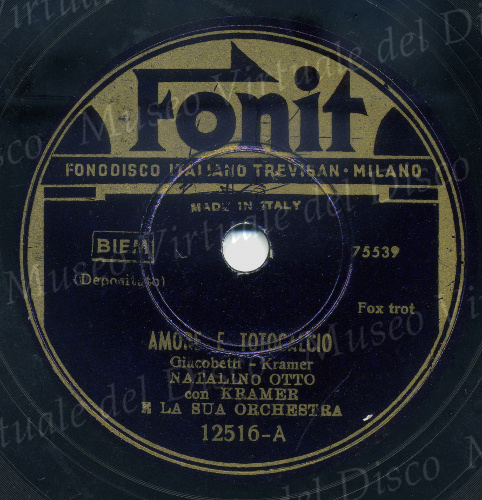 Fonit
FONODISCO ITALIANO TREVISAN · MILANO
MADE IN ITALY
BIEM
75539
(Depositato)
Fox trot
AMORE E TOTOCALCIO
Giacobetti - Kramer
NATALINO OTTO
con KRAMER
E LA SUA ORCHESTRA
12516-A
Museo Virtuale del Disco